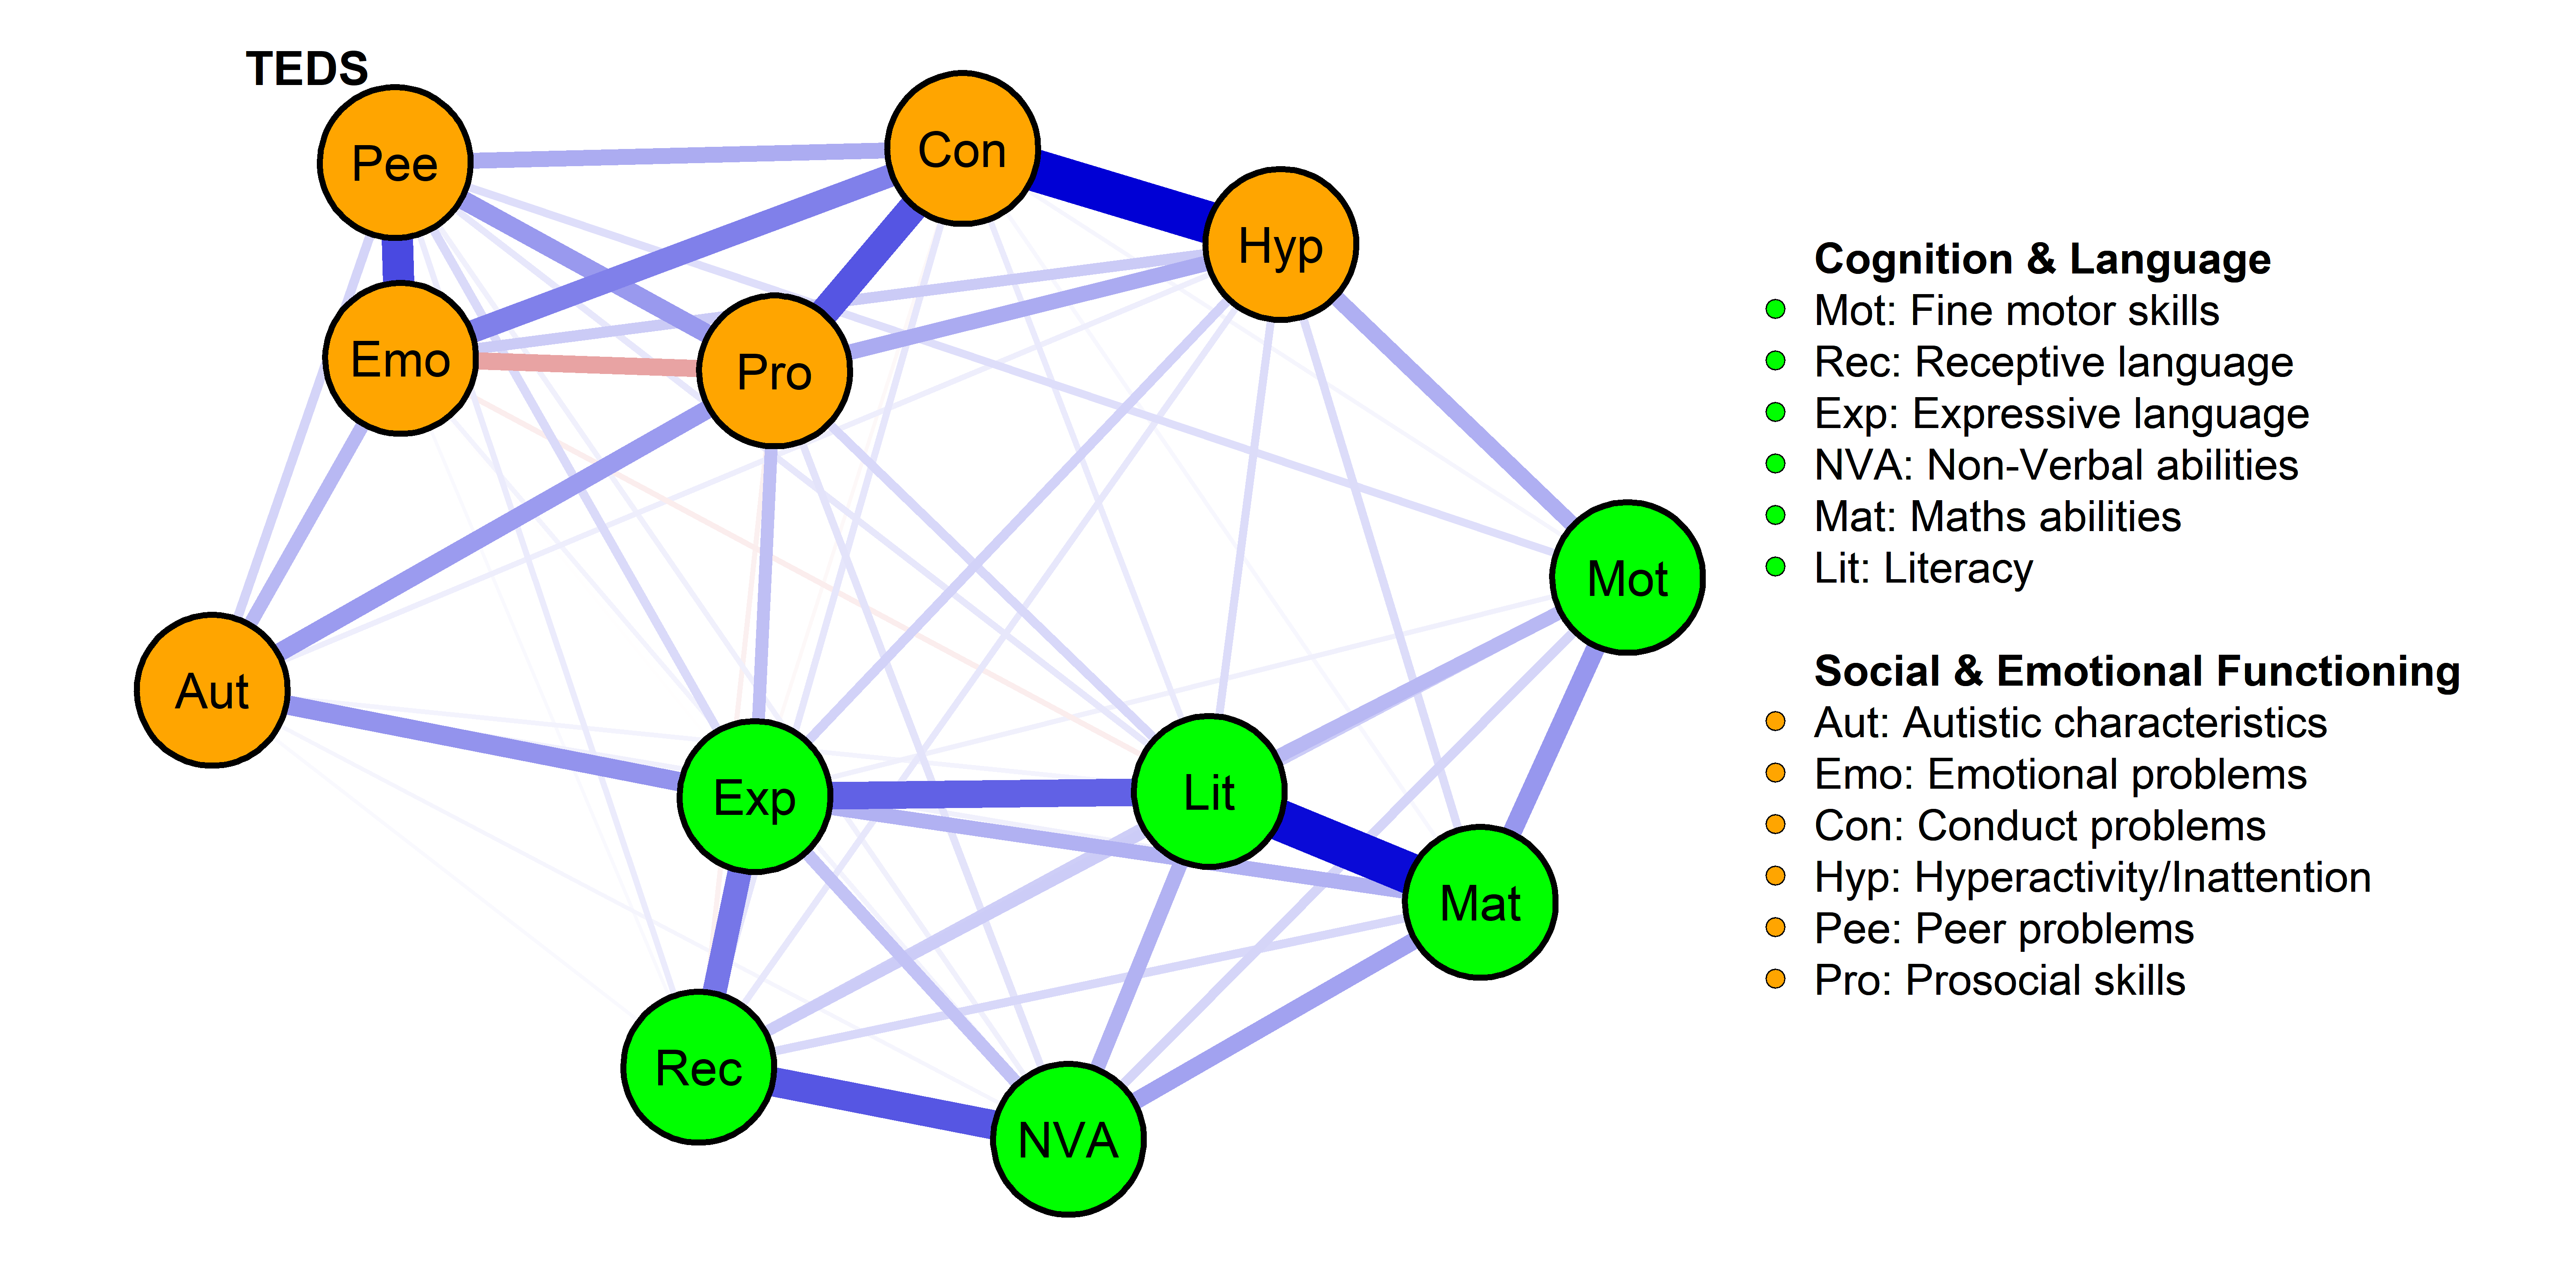 TEDS
Pee
Con
Hyp
Emo
Pro
Mot
Aut
Exp
Lit
Mat
Rec
NVA
Cognition & Language
Mot: Fine motor skills
Rec: Receptive language
Exp: Expressive language
NVA: Non-Verbal abilities
Mat: Maths abilities
Lit: Literacy
Social & Emotional Functioning
Aut: Autistic characteristics
Emo: Emotional problems
Con: Conduct problems
Hyp: Hyperactivity/Inattention
Pee: Peer problems
Pro: Prosocial skills